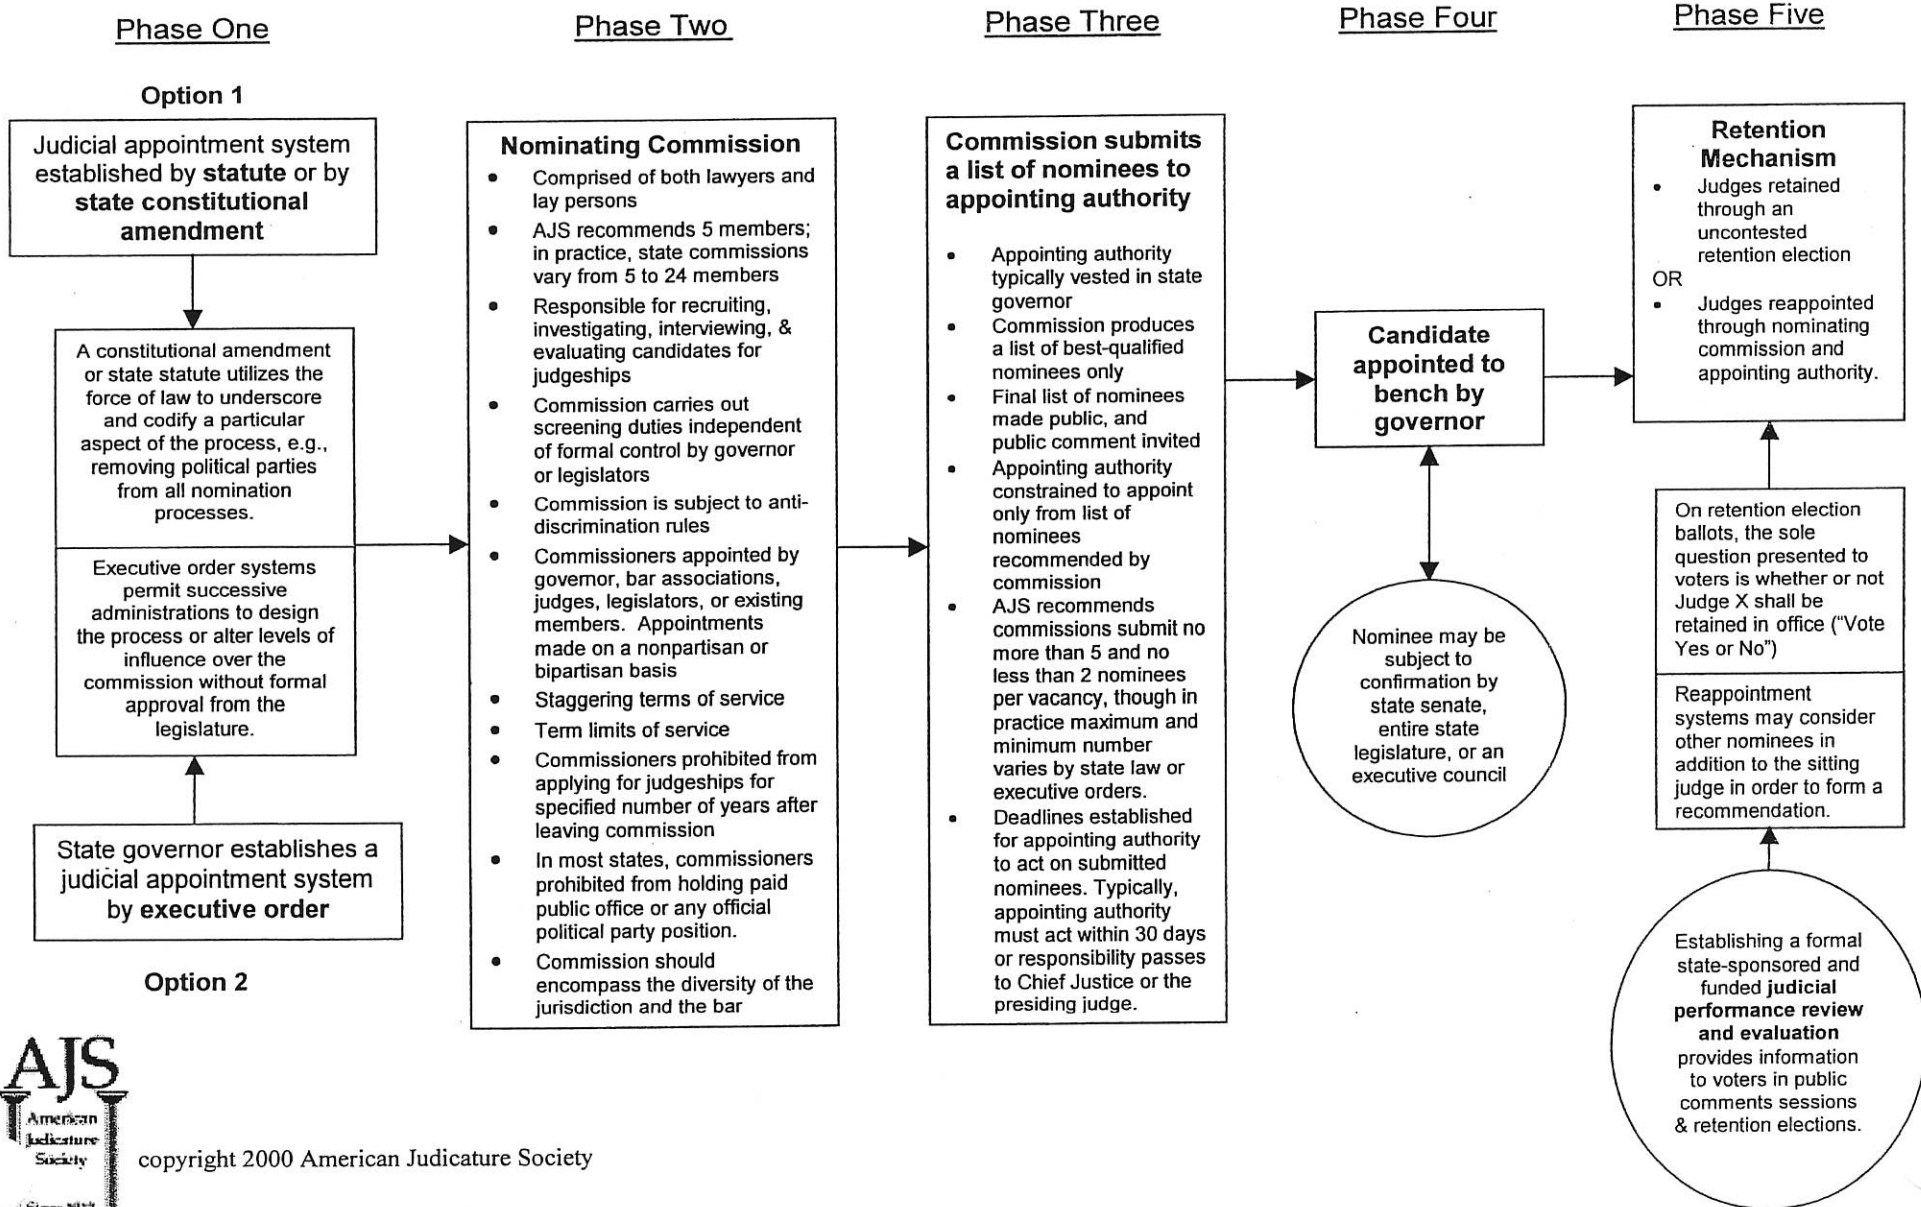 Phase One
Phase Two
Phase Three
Phase Four
Phase Five
Option 1
Judicial appointment system
established by statute or by
state constitutional
amendment
A constitutional amendment
or state statute utilizes the
force of law to underscore
and codify a particular
aspect of the process, e.g.,
removing political parties
from all nomination
processes.
Executive order systems
permit successive
administrations to design
the process or alter levels of
influence over the
commission without formal
approval from the
legislature.
State governor establishes a
judicial appointment system
by executive order
Option 2
Nominating Commission
• Comprised of both lawyers and
lay persons
• AJS recommends 5 members;
in practice, state commissions
vary from 5 to 24 members
• Responsible for recruiting,
investigating, interviewing, &
evaluating candidates for
judgeships
• Commission carries out
screening duties independent
of formal control by governor
or legislators
• Commission is subject to anti-
discrimination rules
• Commissioners appointed by
governor, bar associations,
judges, legislators, or existing
members. Appointments
made on a nonpartisan or
bipartisan basis
• Staggering terms of service
• Term limits of service
• Commissioners prohibited from
applying for judgeships for
specified number of years after
leaving commission
• In most states, commissioners
prohibited from holding paid
public office or any official
political party position.
• Commission should
encompass the diversity of the
jurisdiction and the bar
Commission submits
a list of nominees to
appointing authority
• Appointing authority
typically vested in state
governor
• Commission produces
a list of best-qualified
nominees only
• Final list of nominees
made public, and
public comment invited
• Appointing authority
constrained to appoint
only from list of
nominees
recommended by
commission
• AJS recommends
commissions submit no
more than 5 and no
less than 2 nominees
per vacancy, though in
practice maximum and
minimum number
varies by state law or
executive orders.
• Deadlines established
for appointing authority
to act on submitted
nominees. Typically,
appointing authority
must act within 30 days
or responsibility passes
to Chief Justice or the
presiding judge.
Candidate
appointed to
bench by
governor
Nominee may be
subject to
confirmation by
state senate,
entire state
legislature, or an
executive council
Retention
Mechanism
• Judges retained
through an
uncontested
retention election
OR
• Judges reappointed
through nominating
commission and
appointing authority.
On retention election
ballots, the sole
question presented to
voters is whether or not
Judge X shall be
retained in office (“Vote
Yes or No”)
Reappointment
systems may consider
other nominees in
addition to the sitting
judge in order to form a
recommendation.
Establishing a formal
state-sponsored and
funded judicial
performance review
and evaluation
provides information
to voters in public
comments sessions
& retention elections.
AJS
American
Judicature
Society
copyright 2000 American Judicature Society